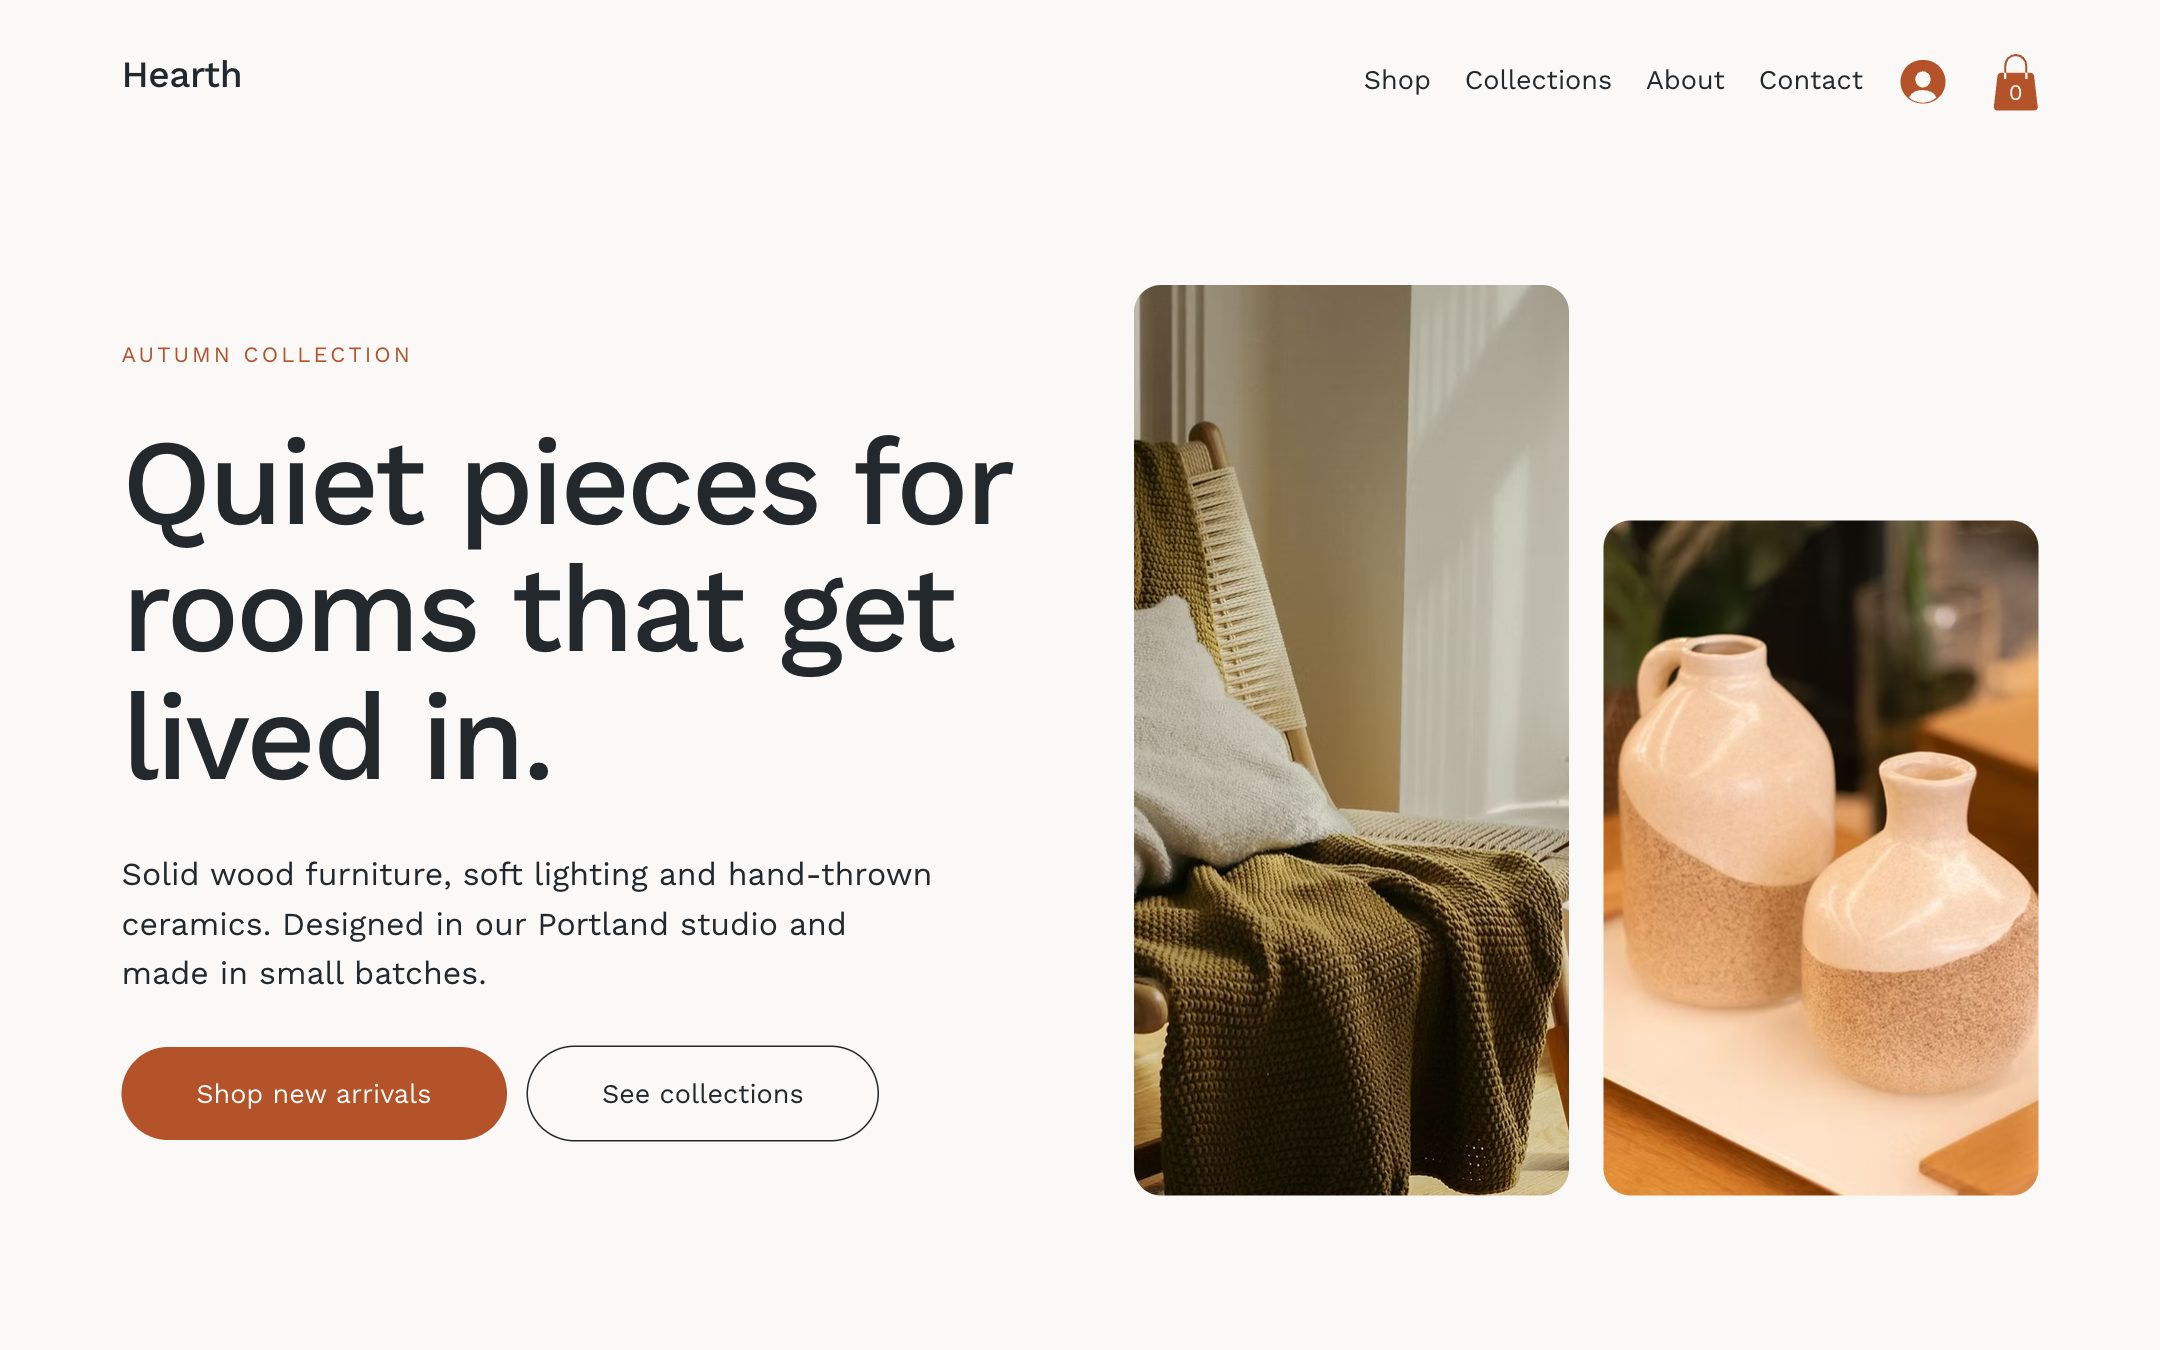 Hearth
Shop
Collections
About
Contact
0
AUTUMN COLLECTION
Quiet pieces for
rooms that get
lived in.
Solid wood furniture, soft lighting and hand-thrown
ceramics. Designed in our Portland studio and
made in small batches.
Shop new arrivals
See collections